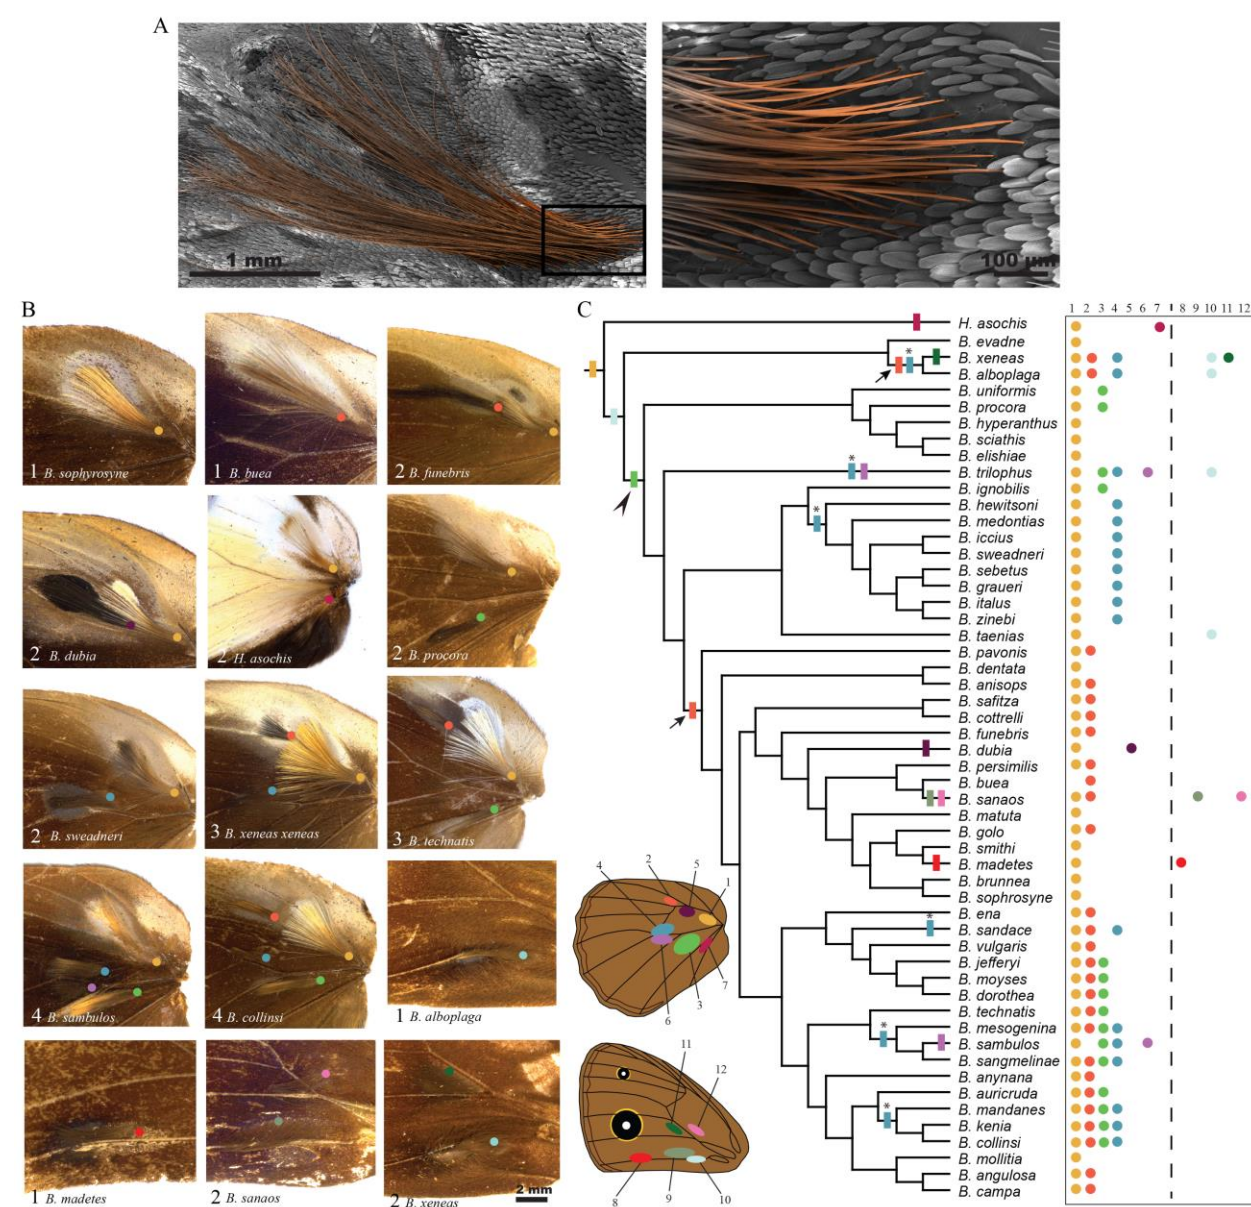 A
1 mm
100 µm
B
1 B. sophyrosyne
1 B. buea
2 B. funebris
2 B. dubia
2 H. asochis
2 B. procora
2 B. sweadneri
3 B. xeneas xeneas
3 B. technatis
4 B. sambulos
4 B. collinsi
1 B. alboplaga
1 B. madetes
2 B. sanaos
2 B. xeneas
2 mm
C
1 2 3 4 5 6 7 8 9 10 11 12
H. asochis
B. evadne
* B. xeneas
B. alboplaga
B. uniformis
B. procora
B. hyperanthus
B. sciathis
B. elishiae
* B. trilophus
B. ignobilis
B. hewitsoni
* B. medontias
B. iccius
B. sweadneri
B. sebetus
B. graueri
B. italus
B. zinebi
B. taenias
B. pavonis
B. dentata
B. anisops
B. safitza
B. cottrelli
B. funebris
B. dubia
B. persimilis
B. buea
B. sanaos
B. matuta
B. golo
B. smithi
B. madetes
B. brunnea
B. sophrosyne
B. ena
* B. sandace
B. vulgaris
B. jefferyi
B. moyses
B. dorothea
B. technatis
* B. mesogenina
B. sambulos
B. sangmelinae
B. anynana
B. auricruda
* B. mandanes
B. kenia
B. collinsi
B. mollitia
B. angulosa
B. campa
4 2 5 1
6 3 7
11 12
8 9 10